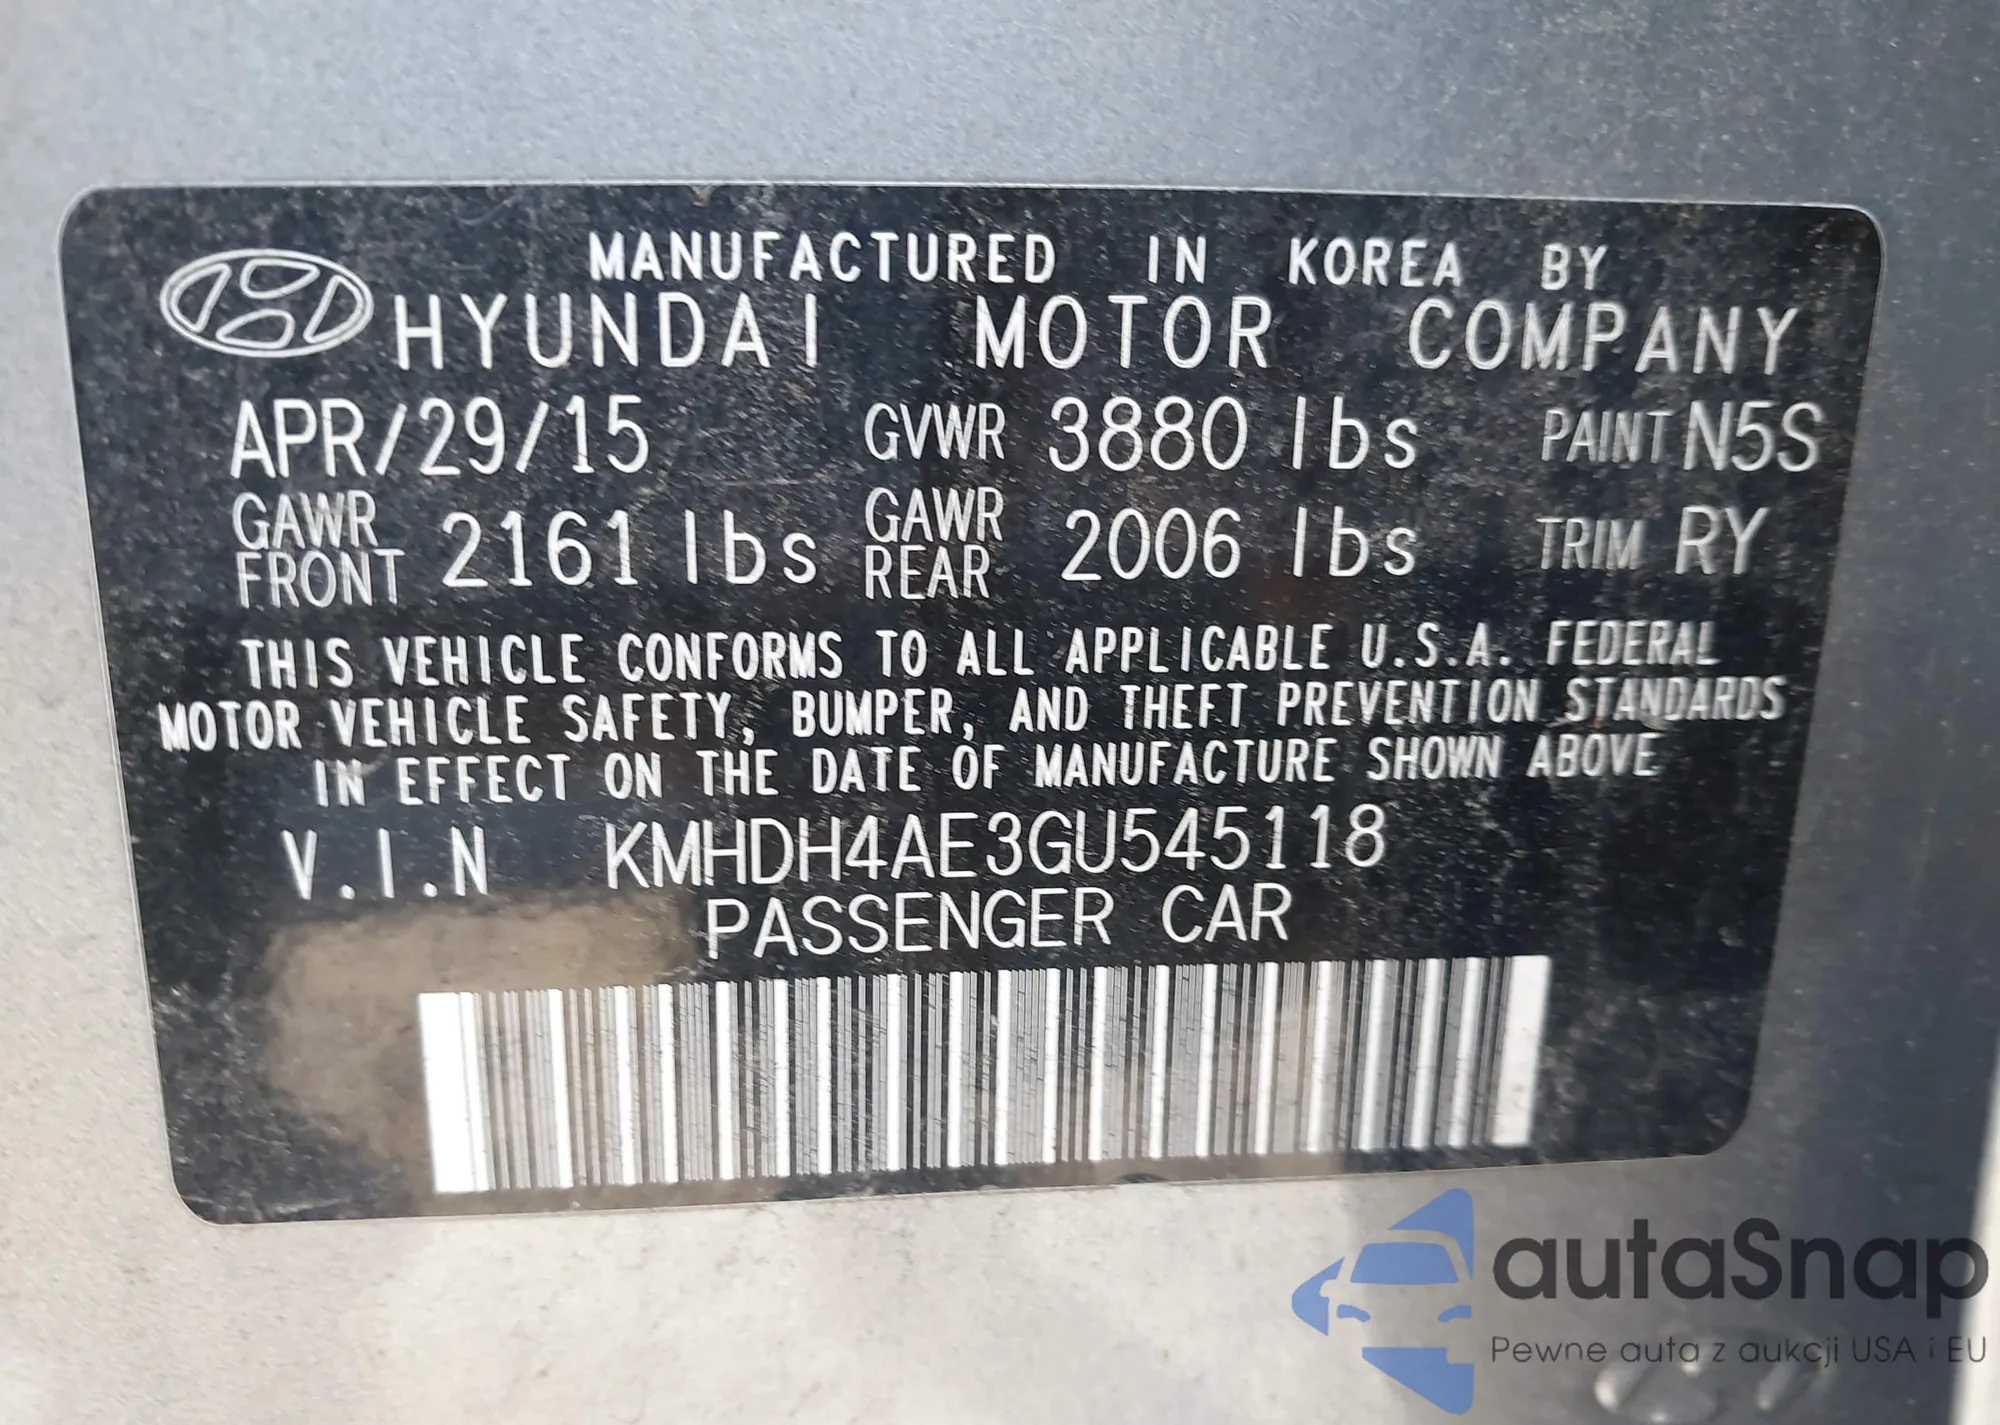 MANUFACTURED IN KOREA BY
HYUNDAI MOTOR COMPANY
APR/29/15 GVWR 3880 lbs PAINT N5S
GAWR FRONT 2161 lbs GAWR REAR 2006 lbs TRIM RY
THIS VEHICLE CONFORMS TO ALL APPLICABLE U.S.A. FEDERAL
MOTOR VEHICLE SAFETY, BUMPER, AND THEFT PREVENTION STANDARDS
IN EFFECT ON THE DATE OF MANUFACTURE SHOWN ABOVE
V.I.N KMHDH4AE3GU545118
PASSENGER CAR
autaSnap
Pewne auta z aukcji USA i EU